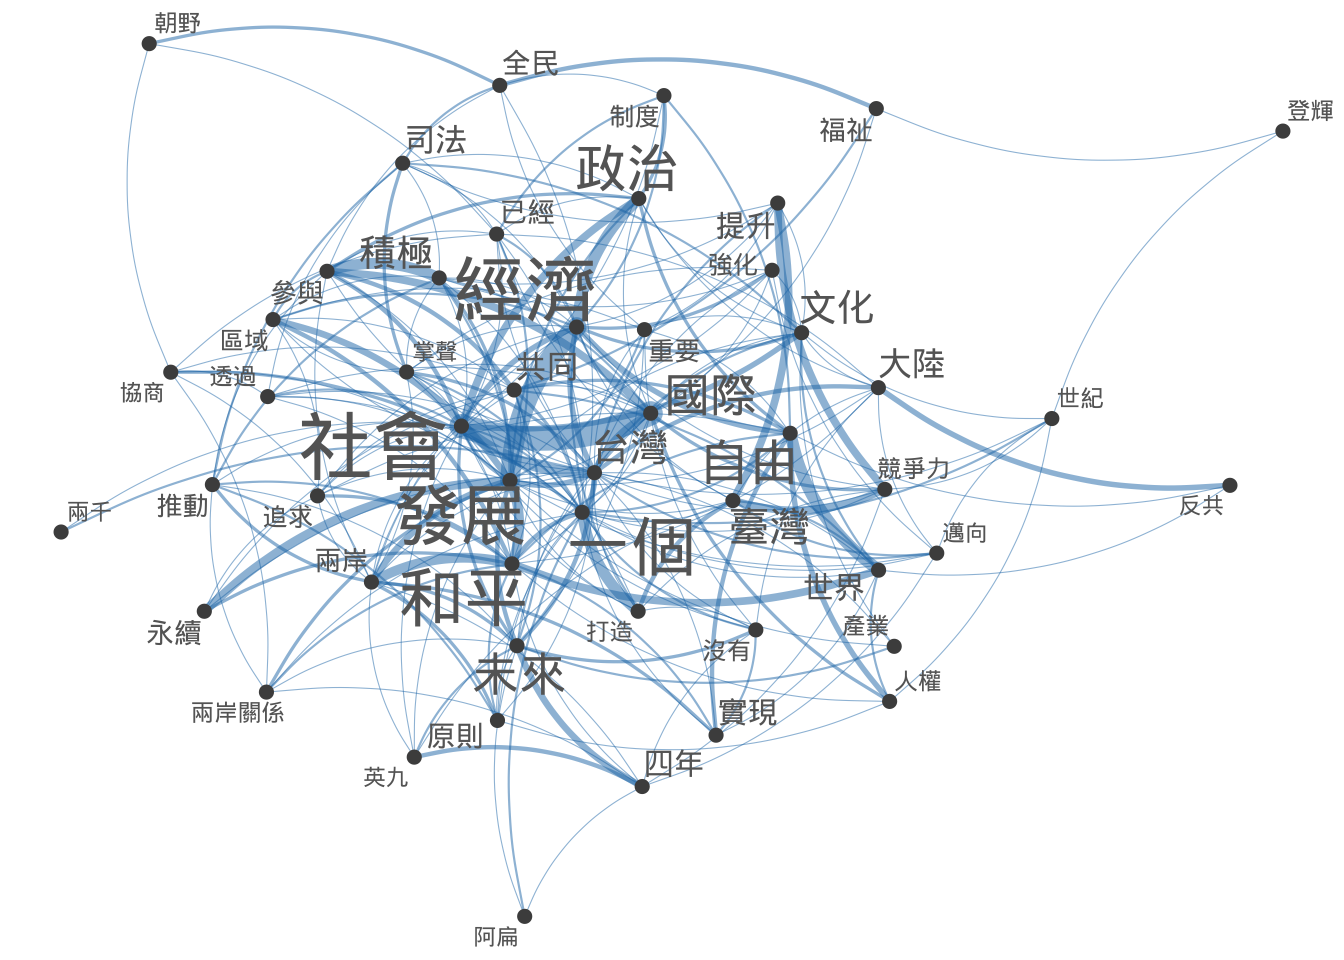 朝野
全民
制度
福祉
登輝
司法
政治
已經
提升
積極
強化
經濟
參與
文化
區域
掌聲
重要
共同
大陸
透過
協商
國際
世紀
社會
台灣
自由
競爭力
發展
兩千
推動
追求
臺灣
反共
一個
邁向
兩岸
和平
世界
永續
打造
沒有
產業
未來
人權
兩岸關係
原則
實現
英九
四年
阿扁